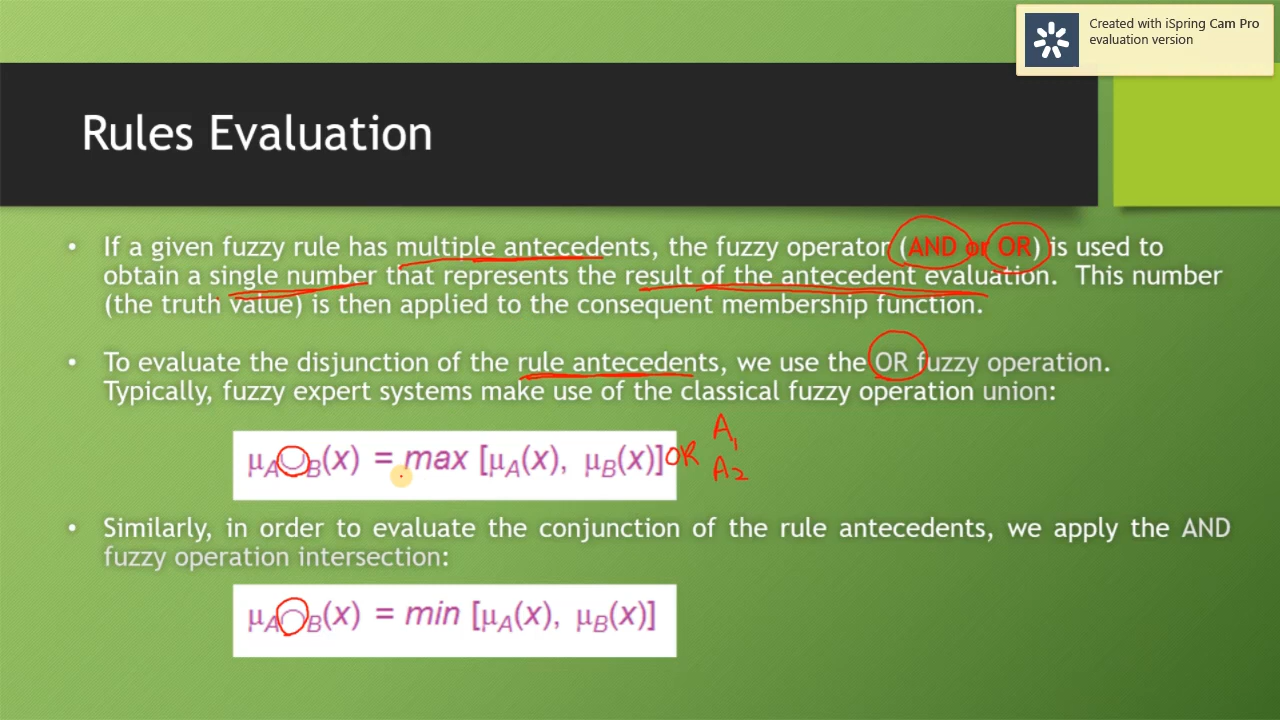 Created with iSpring Cam Pro
evaluation version
Rules Evaluation
• If a given fuzzy rule has multiple antecedents, the fuzzy operator (AND or OR) is used to
obtain a single number that represents the result of the antecedent evaluation. This number
(the truth value) is then applied to the consequent membership function.
• To evaluate the disjunction of the rule antecedents, we use the OR fuzzy operation.
Typically, fuzzy expert systems make use of the classical fuzzy operation union:
μA∪B(x) = max [μA(x), μB(x)] OR A1
A2
• Similarly, in order to evaluate the conjunction of the rule antecedents, we apply the AND
fuzzy operation intersection:
μA∩B(x) = min [μA(x), μB(x)]